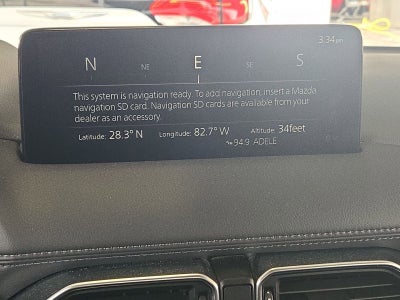 3:34pm
N NE E SE S
This system is navigation ready. To add navigation, insert a Mazda
navigation SD card. Navigation SD cards are available from your
dealer as an accessory.
Latitude: 28.3° N Longitude: 82.7° W Altitude: 34feet
94.9 ADELE